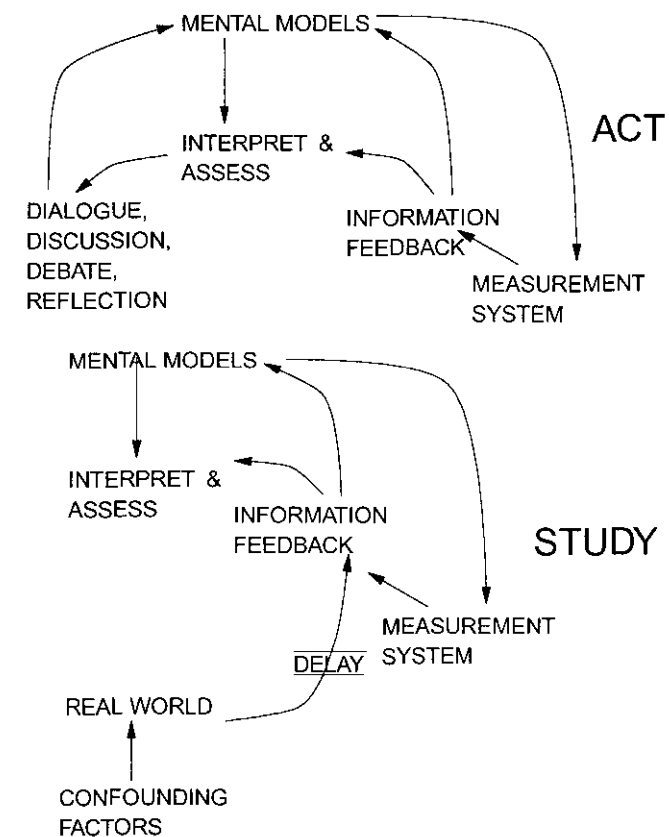 MENTAL MODELS
ACT
INTERPRET &
ASSESS
DIALOGUE,
DISCUSSION,
DEBATE,
REFLECTION
INFORMATION
FEEDBACK
MEASUREMENT
SYSTEM
MENTAL MODELS
INTERPRET &
ASSESS
INFORMATION
FEEDBACK
STUDY
MEASUREMENT
SYSTEM
DELAY
REAL WORLD
CONFOUNDING
FACTORS